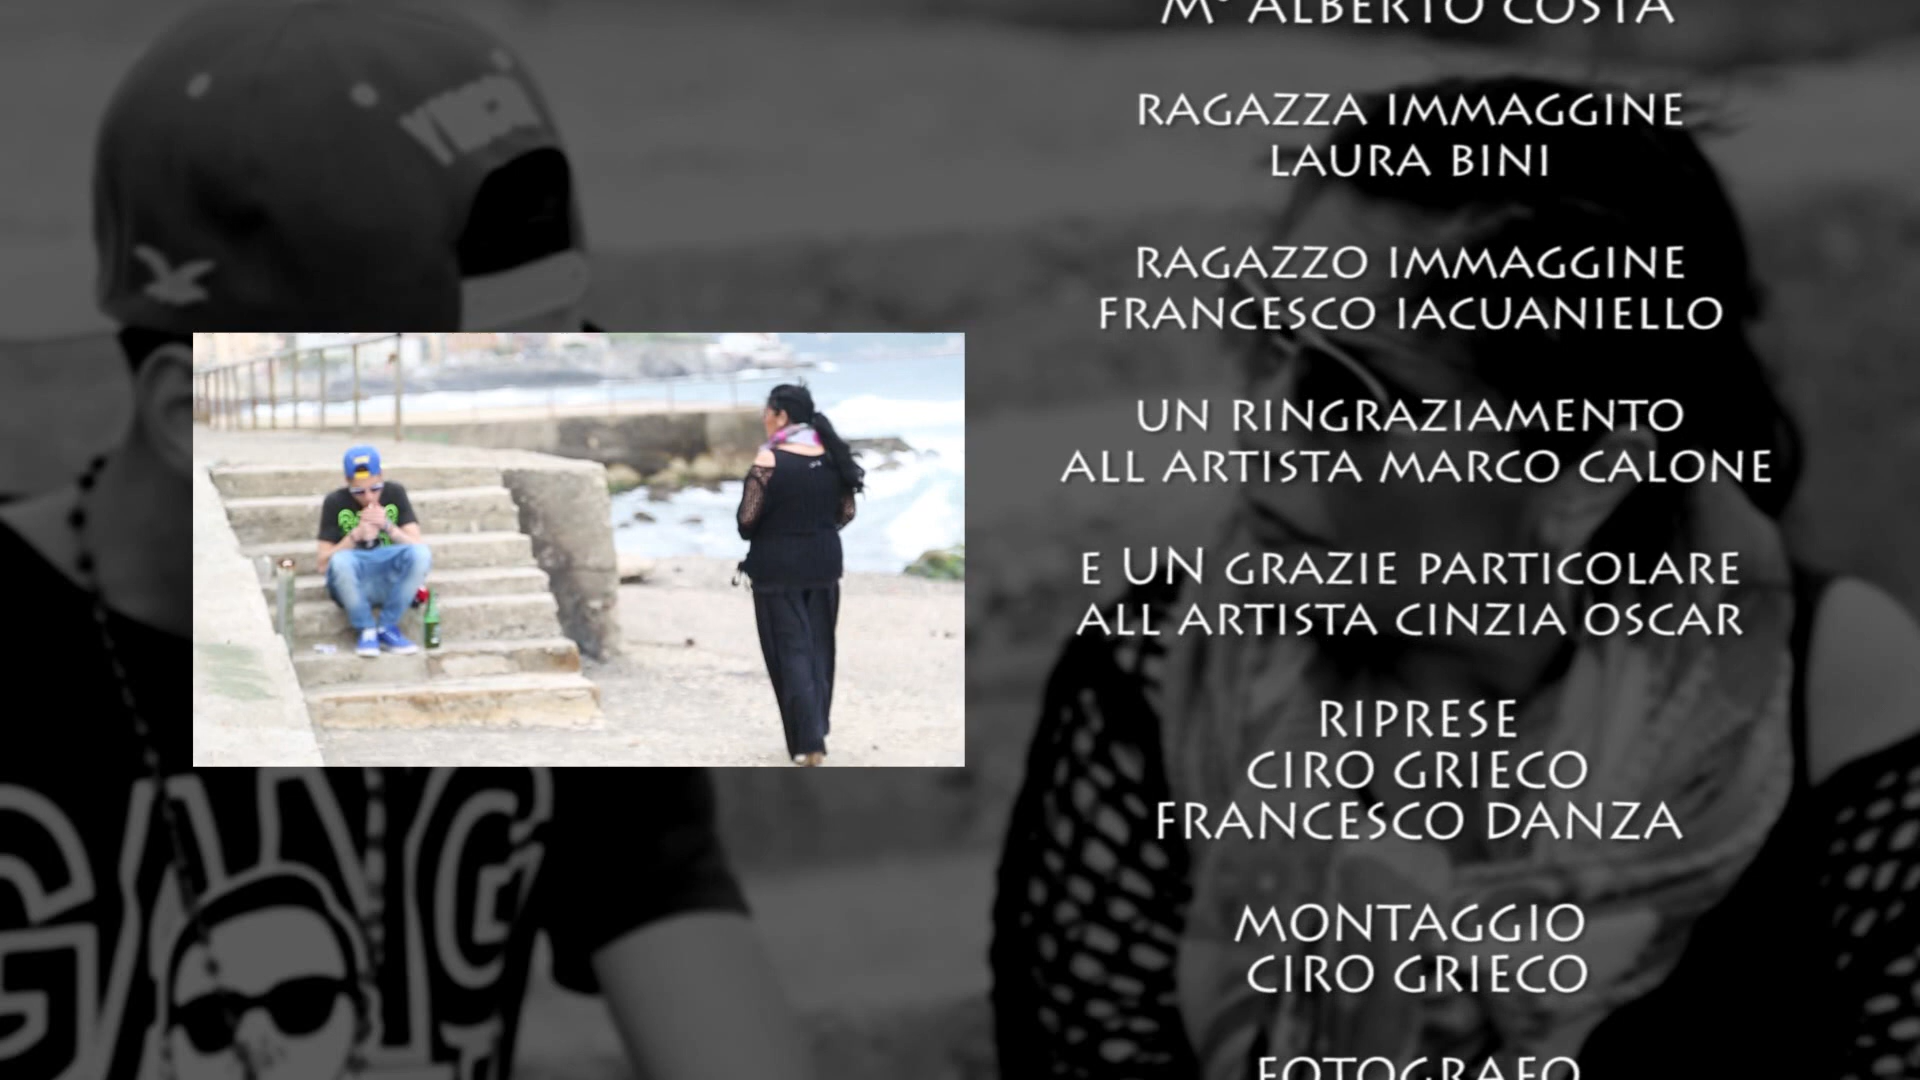 M° ALBERTO COSTA
RAGAZZA IMMAGGINE
LAURA BINI
RAGAZZO IMMAGGINE
FRANCESCO IACUANIELLO
UN RINGRAZIAMENTO
ALL ARTISTA MARCO CALONE
E UN GRAZIE PARTICOLARE
ALL ARTISTA CINZIA OSCAR
RIPRESE
CIRO GRIECO
FRANCESCO DANZA
MONTAGGIO
CIRO GRIECO
FOTOGRAFO
GANG